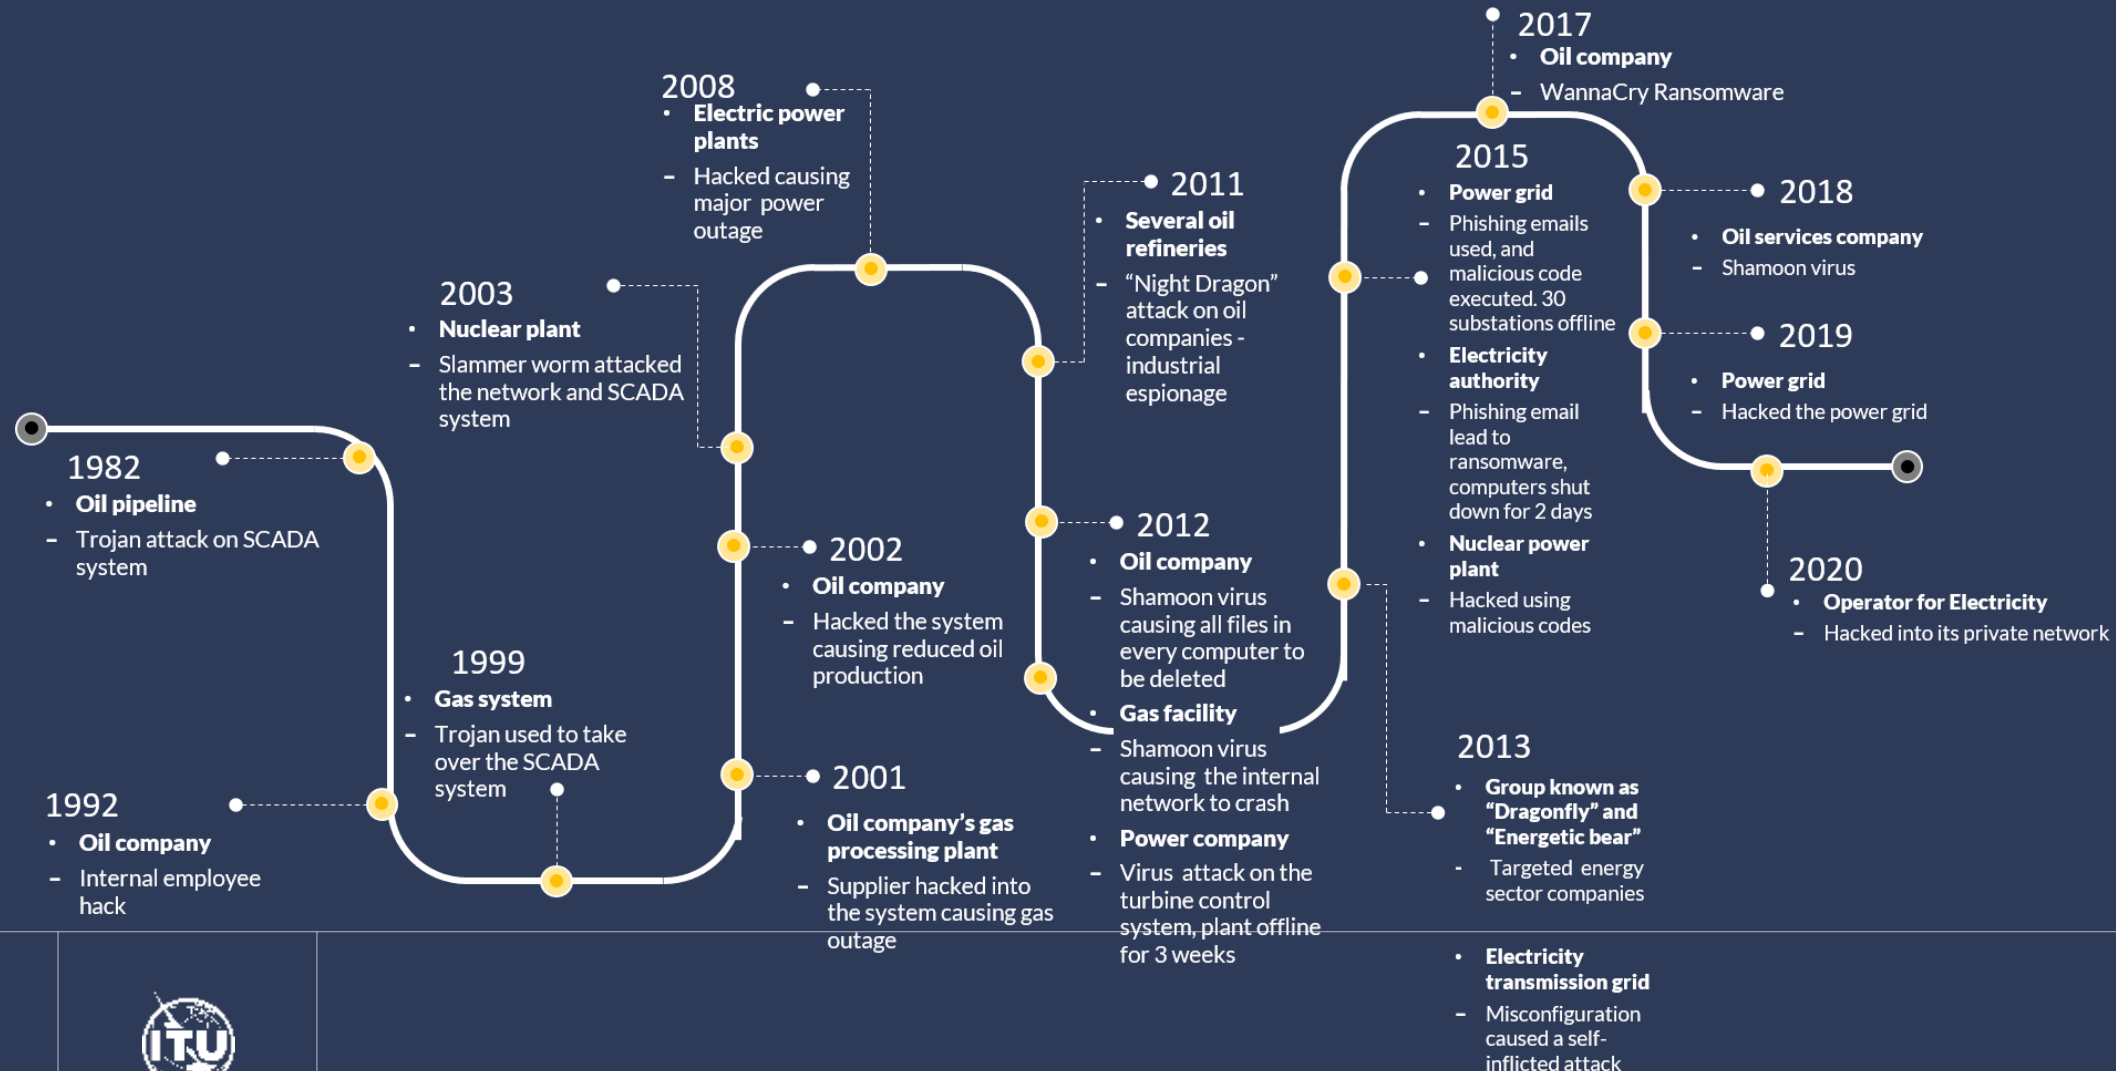 1982
• Oil pipeline
– Trojan attack on SCADA
system
1992
• Oil company
– Internal employee
hack
1999
• Gas system
– Trojan used to take
over the SCADA
system
2001
• Oil company’s gas
processing plant
– Supplier hacked into
the system causing gas
outage
2002
• Oil company
– Hacked the system
causing reduced oil
production
2003
• Nuclear plant
– Slammer worm attacked
the network and SCADA
system
2008
• Electric power
plants
– Hacked causing
major power
outage
2011
• Several oil
refineries
– “Night Dragon”
attack on oil
companies -
industrial
espionage
2012
• Oil company
– Shamoon virus
causing all files in
every computer to
be deleted
• Gas facility
– Shamoon virus
causing the internal
network to crash
• Power company
– Virus attack on the
turbine control
system, plant offline
for 3 weeks
2013
• Group known as
“Dragonfly” and
“Energetic bear”
- Targeted energy
sector companies
• Electricity
transmission grid
– Misconfiguration
caused a self-
inflicted attack
2015
• Power grid
– Phishing emails
used, and
malicious code
executed. 30
substations offline
• Electricity
authority
– Phishing email
lead to
ransomware,
computers shut
down for 2 days
• Nuclear power
plant
– Hacked using
malicious codes
2017
• Oil company
– WannaCry Ransomware
2018
• Oil services company
– Shamoon virus
2019
• Power grid
– Hacked the power grid
2020
• Operator for Electricity
– Hacked into its private network
ITU